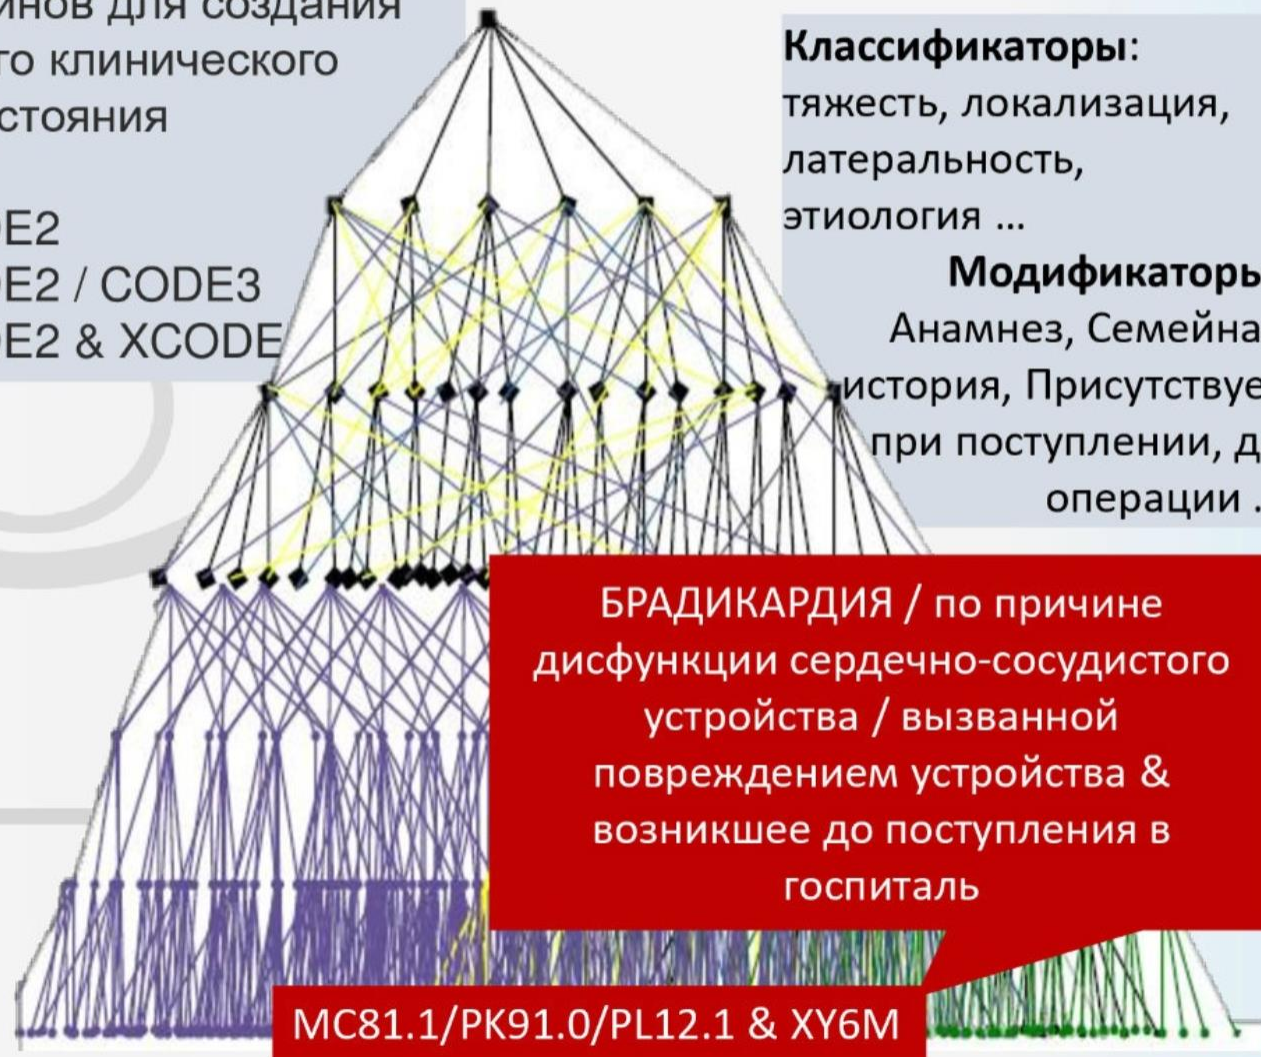 инов для создания
го клинического
стояния
E2
E2 / CODE3
E2 & XCODE
Классификаторы:
тяжесть, локализация,
латеральность,
этиология ...
Модификаторы
Анамнез, Семейна
история, Присутствуе
при поступлении, д
операции .
БРАДИКАРДИЯ / по причине
дисфункции сердечно-сосудистого
устройства / вызванной
повреждением устройства &
возникшее до поступления в
госпиталь
MC81.1/PK91.0/PL12.1 & XY6M